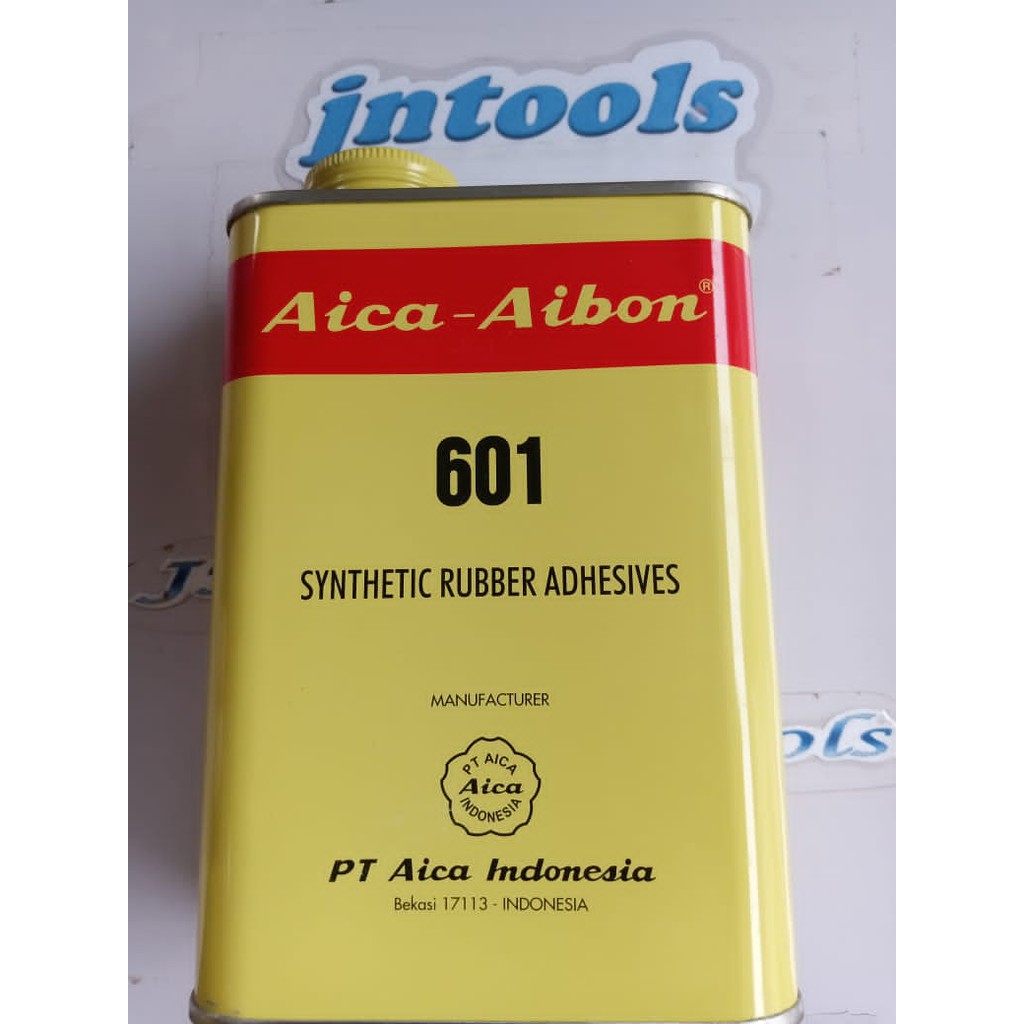 jntools
Aica-Aibon®
601
SYNTHETIC RUBBER ADHESIVES
MANUFACTURER
PT AICA
Aica
INDONESIA
PT Aica Indonesia
Bekasi 17113 - INDONESIA